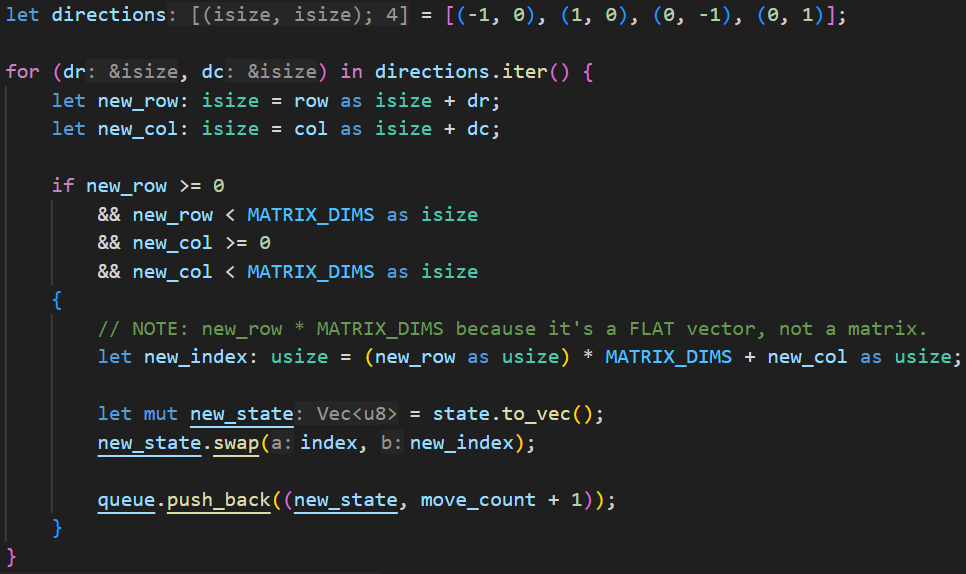 let directions: [(isize, isize); 4] = [(-1, 0), (1, 0), (0, -1), (0, 1)];
for (dr: &isize, dc: &isize) in directions.iter() {
let new_row: isize = row as isize + dr;
let new_col: isize = col as isize + dc;
if new_row >= 0
&& new_row < MATRIX_DIMS as isize
&& new_col >= 0
&& new_col < MATRIX_DIMS as isize
{
// NOTE: new_row * MATRIX_DIMS because it's a FLAT vector, not a matrix.
let new_index: usize = (new_row as usize) * MATRIX_DIMS + new_col as usize;
let mut new_state: Vec<u8> = state.to_vec();
new_state.swap(a: index, b: new_index);
queue.push_back((new_state, move_count + 1));
}
}